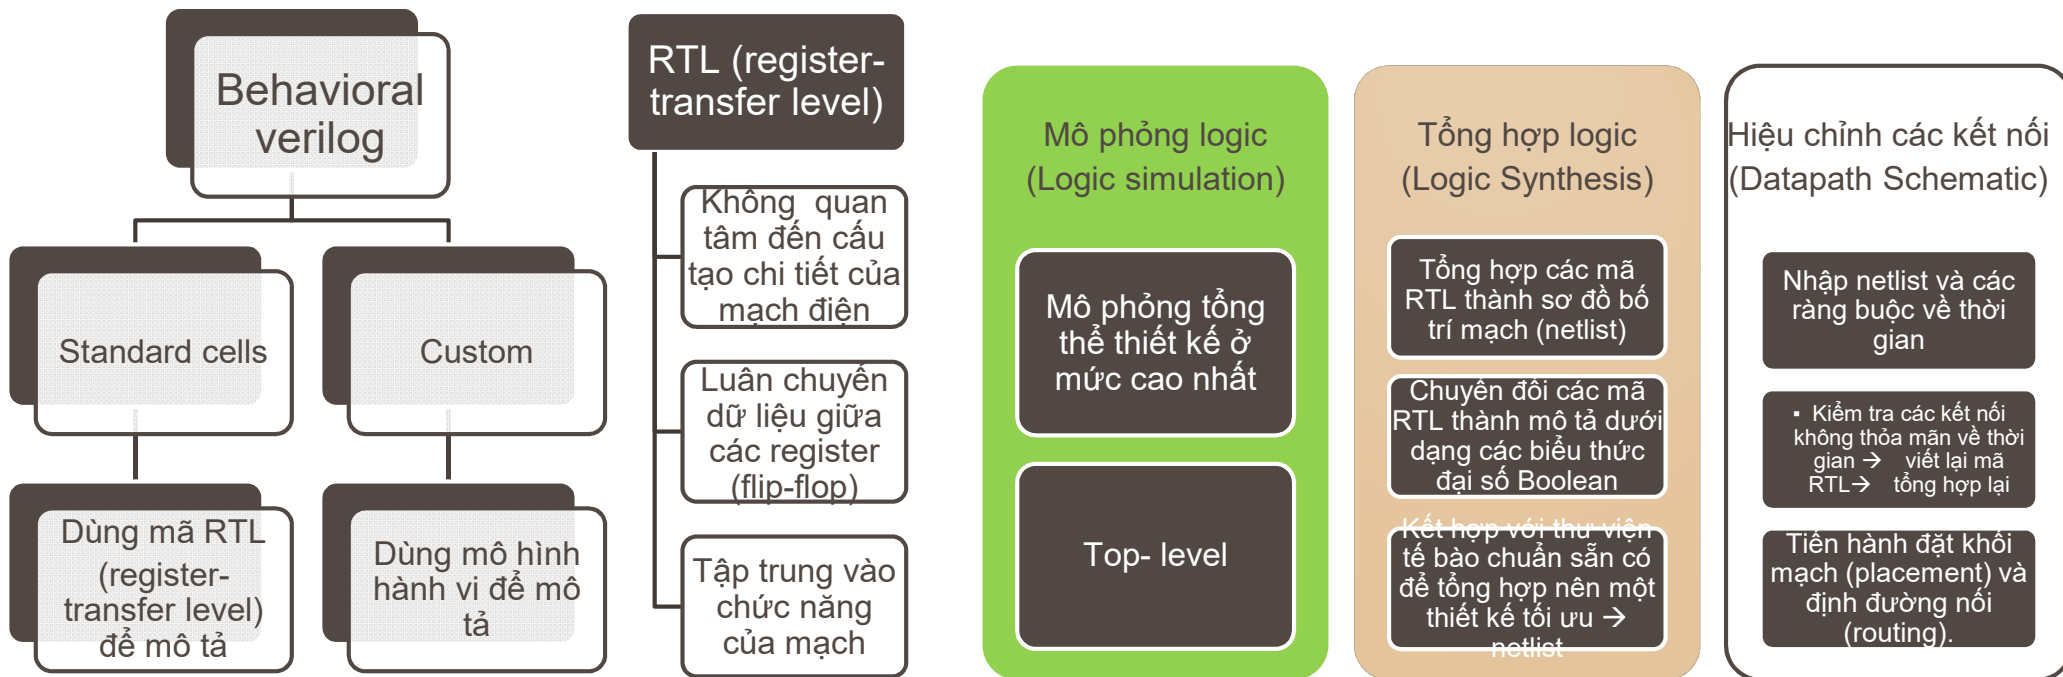 Behavioral
verilog
Standard cells
Custom
Dùng mã RTL
(register-
transfer level)
để mô tả
Dùng mô hình
hành vi để mô
tả
RTL (register-
transfer level)
Không quan
tâm đến cấu
tạo chi tiết của
mạch điện
Luân chuyển
dữ liệu giữa
các register
(flip-flop)
Tập trung vào
chức năng
của mạch
Mô phỏng logic
(Logic simulation)
Mô phỏng tổng
thể thiết kế ở
mức cao nhất
Top- level
Tổng hợp logic
(Logic Synthesis)
Tổng hợp các mã
RTL thành sơ đồ bố
trí mạch (netlist)
Chuyển đổi các mã
RTL thành mô tả dưới
dạng các biểu thức
đại số Boolean
Kết hợp với thư viện
tế bào chuẩn sẵn có
để tổng hợp nên một
thiết kế tối ưu →
netlist
Hiệu chỉnh các kết nối
(Datapath Schematic)
Nhập netlist và các
ràng buộc về thời
gian
▪ Kiểm tra các kết nối
không thỏa mãn về thời
gian → viết lại mã
RTL→ tổng hợp lại
Tiến hành đặt khối
mạch (placement) và
định đường nối
(routing).